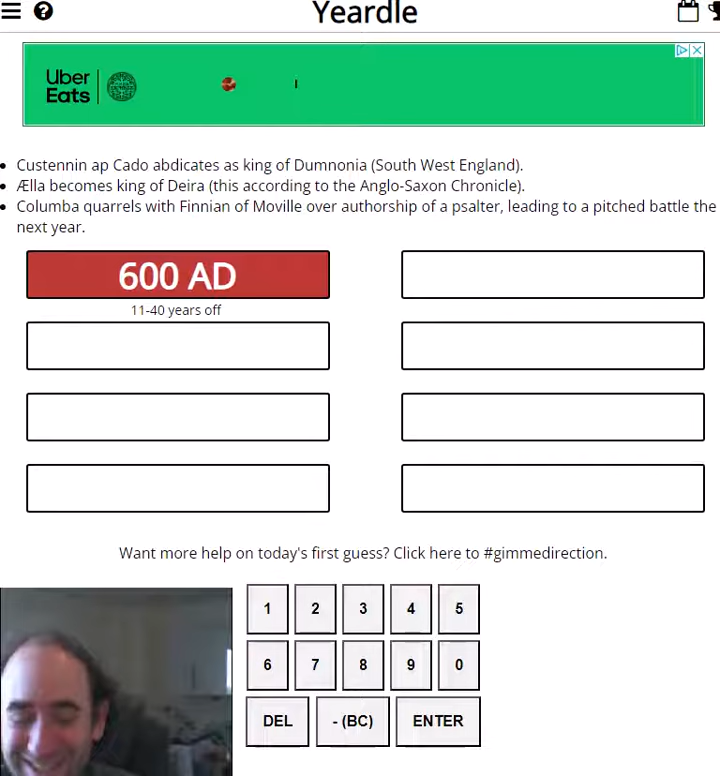 Yeardle
Uber
Eats
• Custennin ap Cado abdicates as king of Dumnonia (South West England).
• Ælla becomes king of Deira (this according to the Anglo-Saxon Chronicle).
• Columba quarrels with Finnian of Moville over authorship of a psalter, leading to a pitched battle the
next year.
600 AD
11-40 years off
Want more help on today's first guess? Click here to #gimmedirection.
1 2 3 4 5
6 7 8 9 0
DEL - (BC) ENTER